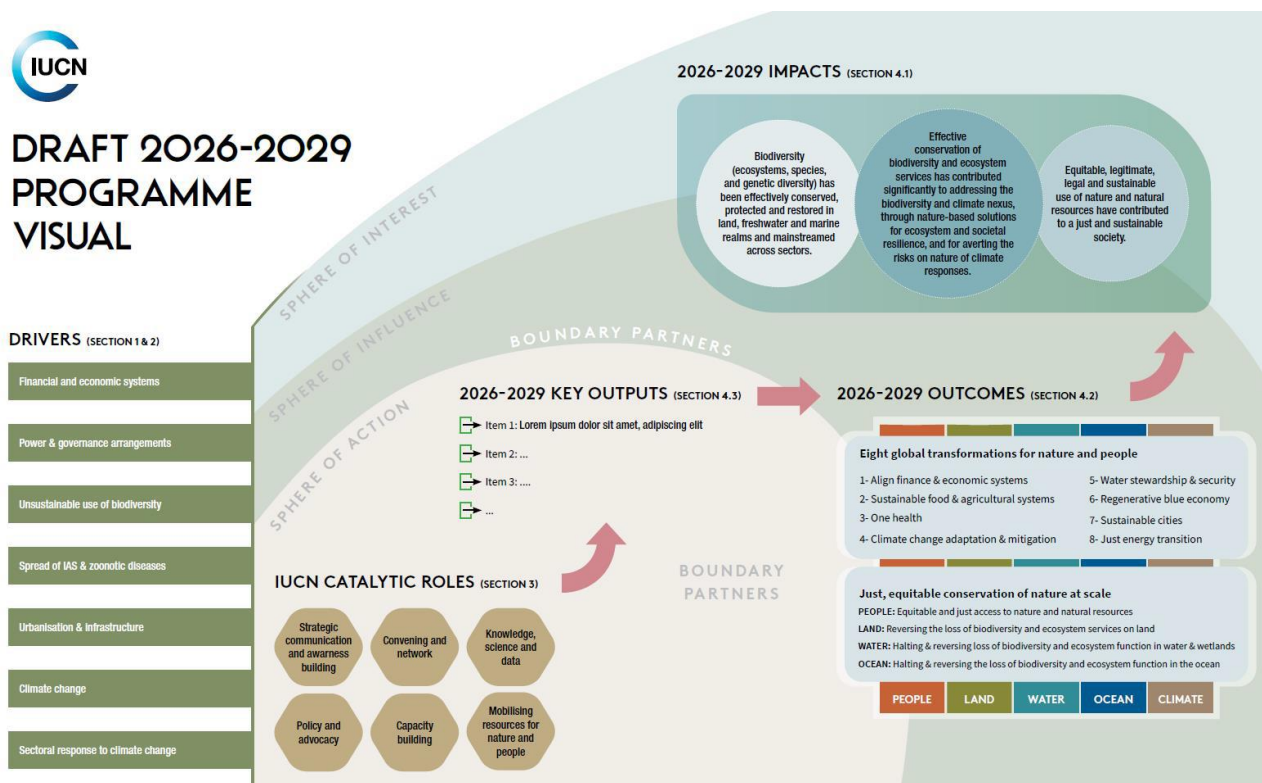 IUCN
DRAFT 2026-2029
PROGRAMME
VISUAL
DRIVERS (SECTION 1 & 2)
Financial and economic systems
Power & governance arrangements
Unsustainable use of biodiversity
Spread of IAS & zoonotic diseases
Urbanisation & infrastructure
Climate change
Sectoral response to climate change
SPHERE OF INTEREST
SPHERE OF INFLUENCE
SPHERE OF ACTION
BOUNDARY PARTNERS
IUCN CATALYTIC ROLES (SECTION 3)
Strategic
communication
and awarness
building
Convening and
network
Knowledge,
science and
data
Policy and
advocacy
Capacity
building
Mobilising
resources for
nature and
people
2026-2029 KEY OUTPUTS (SECTION 4.3)
Item 1: Lorem ipsum dolor sit amet, adipiscing elit
Item 2: ...
Item 3: ....
...
BOUNDARY
PARTNERS
2026-2029 OUTCOMES (SECTION 4.2)
Eight global transformations for nature and people
1- Align finance & economic systems
2- Sustainable food & agricultural systems
3- One health
4- Climate change adaptation & mitigation
5- Water stewardship & security
6- Regenerative blue economy
7- Sustainable cities
8- Just energy transition
Just, equitable conservation of nature at scale
PEOPLE: Equitable and just access to nature and natural resources
LAND: Reversing the loss of biodiversity and ecosystem services on land
WATER: Halting & reversing loss of biodiversity and ecosystem function in water & wetlands
OCEAN: Halting & reversing the loss of biodiversity and ecosystem function in the ocean
PEOPLE
LAND
WATER
OCEAN
CLIMATE
2026-2029 IMPACTS (SECTION 4.1)
Biodiversity
(ecosystems, species,
and genetic diversity) has
been effectively conserved,
protected and restored in
land, freshwater and marine
realms and mainstreamed
across sectors.
Effective
conservation of
biodiversity and ecosystem
services has contributed
significantly to addressing the
biodiversity and climate nexus,
through nature-based solutions
for ecosystem and societal
resilience, and for averting the
risks on nature of climate
responses.
Equitable, legitimate,
legal and sustainable
use of nature and natural
resources have contributed
to a just and sustainable
society.